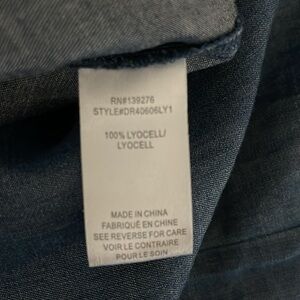 RN#139276
STYLE#DR40606LY1
100% LYOCELL/
LYOCELL
MADE IN CHINA
FABRIQUÉ EN CHINE
SEE REVERSE FOR CARE
VOIR LE CONTRAIRE
POUR LE SOIN